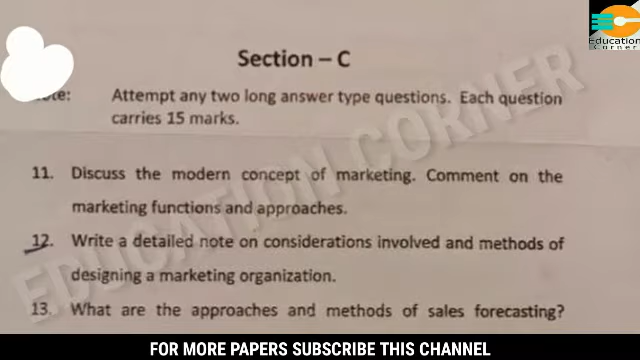 Education
Corner
Section – C
Attempt any two long answer type questions. Each question
carries 15 marks.
EDUCATION CORNER
11. Discuss the modern concept of marketing. Comment on the
marketing functions and approaches.
12. Write a detailed note on considerations involved and methods of
designing a marketing organization.
13. What are the approaches and methods of sales forecasting?
FOR MORE PAPERS SUBSCRIBE THIS CHANNEL